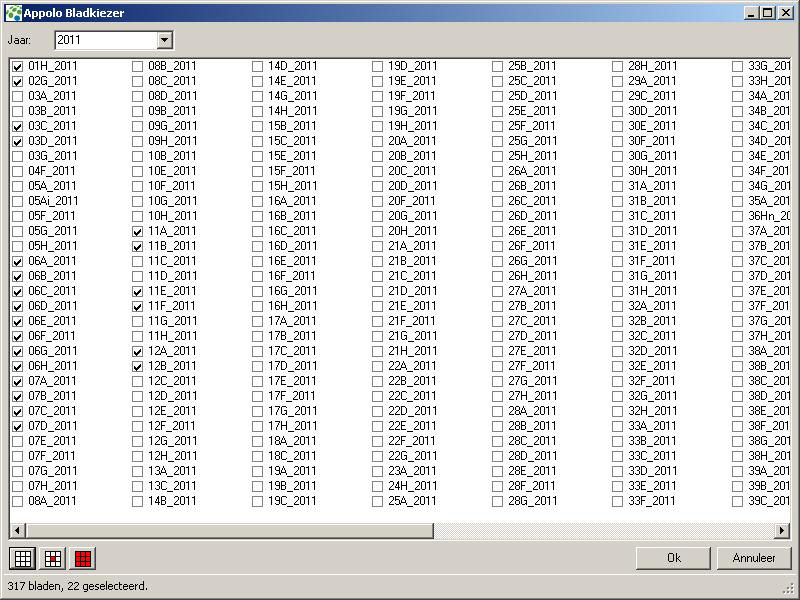 Appolo Bladkiezer
Jaar: 2011
01H_2011 08B_2011 14D_2011 19D_2011 25B_2011 28H_2011 33G_201
02G_2011 08C_2011 14E_2011 19E_2011 25C_2011 29A_2011 33H_201
03A_2011 08D_2011 14G_2011 19F_2011 25D_2011 29C_2011 34A_201
03B_2011 09B_2011 14H_2011 19G_2011 25E_2011 30D_2011 34B_201
03C_2011 09G_2011 15B_2011 19H_2011 25F_2011 30E_2011 34C_201
03D_2011 09H_2011 15C_2011 20A_2011 25G_2011 30F_2011 34D_201
03G_2011 10B_2011 15E_2011 20B_2011 25H_2011 30G_2011 34E_201
04F_2011 10E_2011 15F_2011 20C_2011 26A_2011 30H_2011 34F_201
05A_2011 10F_2011 15H_2011 20D_2011 26B_2011 31A_2011 34G_201
05Ai_2011 10G_2011 16A_2011 20F_2011 26C_2011 31B_2011 35A_201
05F_2011 10H_2011 16B_2011 20G_2011 26D_2011 31C_2011 36Hn_20
05G_2011 11A_2011 16C_2011 20H_2011 26E_2011 31D_2011 37A_201
05H_2011 11B_2011 16D_2011 21A_2011 26F_2011 31E_2011 37B_201
06A_2011 11C_2011 16E_2011 21B_2011 26G_2011 31F_2011 37C_201
06B_2011 11D_2011 16F_2011 21C_2011 26H_2011 31G_2011 37D_201
06C_2011 11E_2011 16G_2011 21D_2011 27A_2011 31H_2011 37E_201
06D_2011 11F_2011 16H_2011 21E_2011 27B_2011 32A_2011 37F_201
06E_2011 11G_2011 17A_2011 21F_2011 27C_2011 32B_2011 37G_201
06F_2011 11H_2011 17B_2011 21G_2011 27D_2011 32C_2011 37H_201
06G_2011 12A_2011 17C_2011 21H_2011 27E_2011 32D_2011 38A_201
06H_2011 12B_2011 17D_2011 22A_2011 27F_2011 32E_2011 38B_201
07A_2011 12C_2011 17E_2011 22B_2011 27G_2011 32F_2011 38C_201
07B_2011 12D_2011 17F_2011 22C_2011 27H_2011 32G_2011 38D_201
07C_2011 12E_2011 17G_2011 22D_2011 28A_2011 32H_2011 38E_201
07D_2011 12F_2011 17H_2011 22E_2011 28B_2011 33A_2011 38F_201
07E_2011 12G_2011 18A_2011 22F_2011 28C_2011 33B_2011 38G_201
07F_2011 12H_2011 18C_2011 22G_2011 28D_2011 33C_2011 38H_201
07G_2011 13A_2011 19A_2011 23A_2011 28E_2011 33D_2011 39A_201
07H_2011 13C_2011 19B_2011 24H_2011 28F_2011 33E_2011 39B_201
08A_2011 14B_2011 19C_2011 25A_2011 28G_2011 33F_2011 39C_201
Ok Annuleer
317 bladen, 22 geselecteerd.